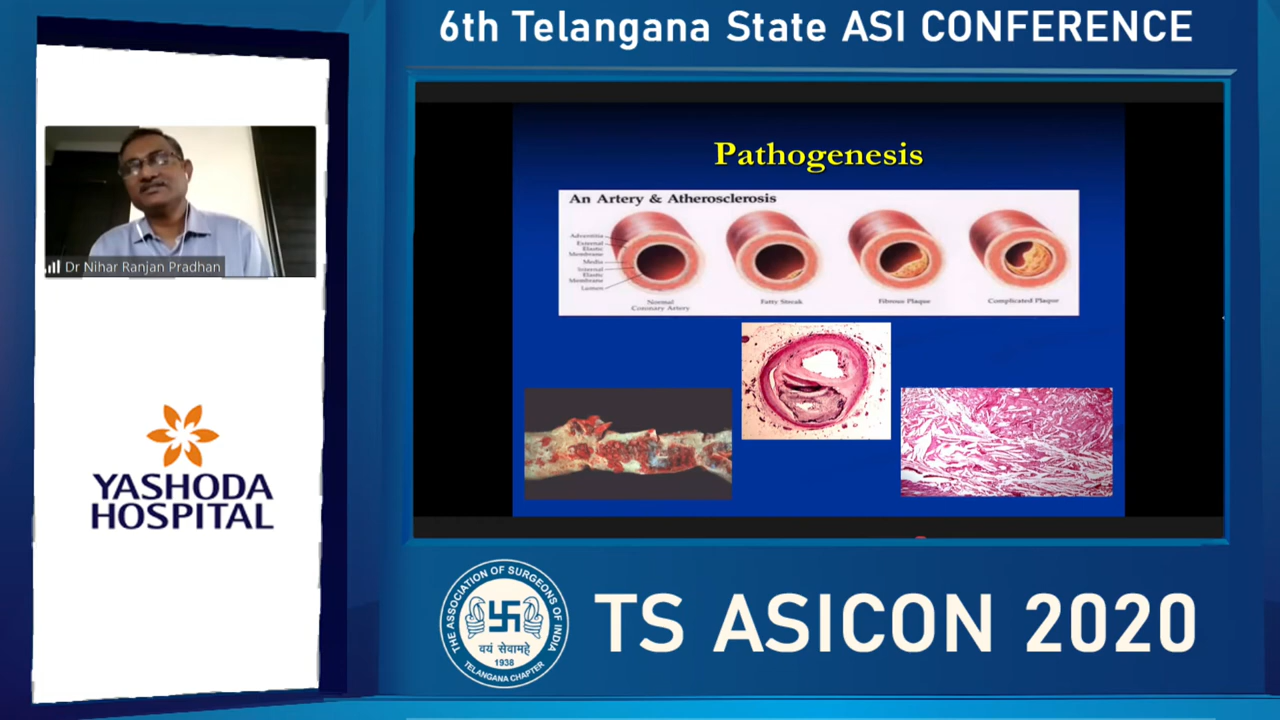 6th Telangana State ASI CONFERENCE
Dr Nihar Ranjan Pradhan
YASHODA
HOSPITAL
Pathogenesis
An Artery & Atherosclerosis
Adventitia
External
Elastic
Membrane
Media
Internal
Elastic
Membrane
Lumen
Normal
Coronary Artery
Fatty Streak
Fibrous Plaque
Complicated Plaque
THE ASSOCIATION OF SURGEONS OF INDIA
वयं सेवामहे
1938
TELANGANA CHAPTER
TS ASICON 2020